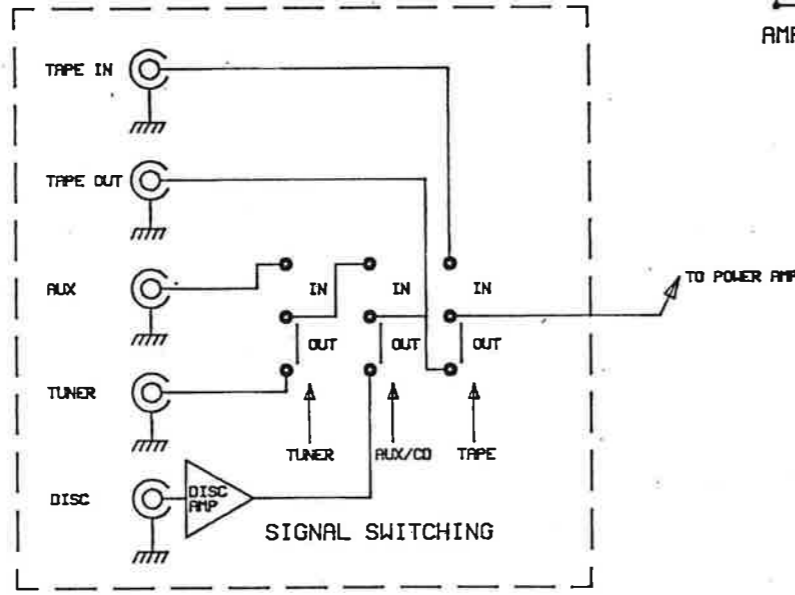 AMP
TAPE IN
TAPE OUT
AUX
IN
IN
IN
TO POWER AMP
OUT
OUT
OUT
TUNER
TUNER
AUX/CD
TAPE
DISC
DISC
AMP
SIGNAL SWITCHING